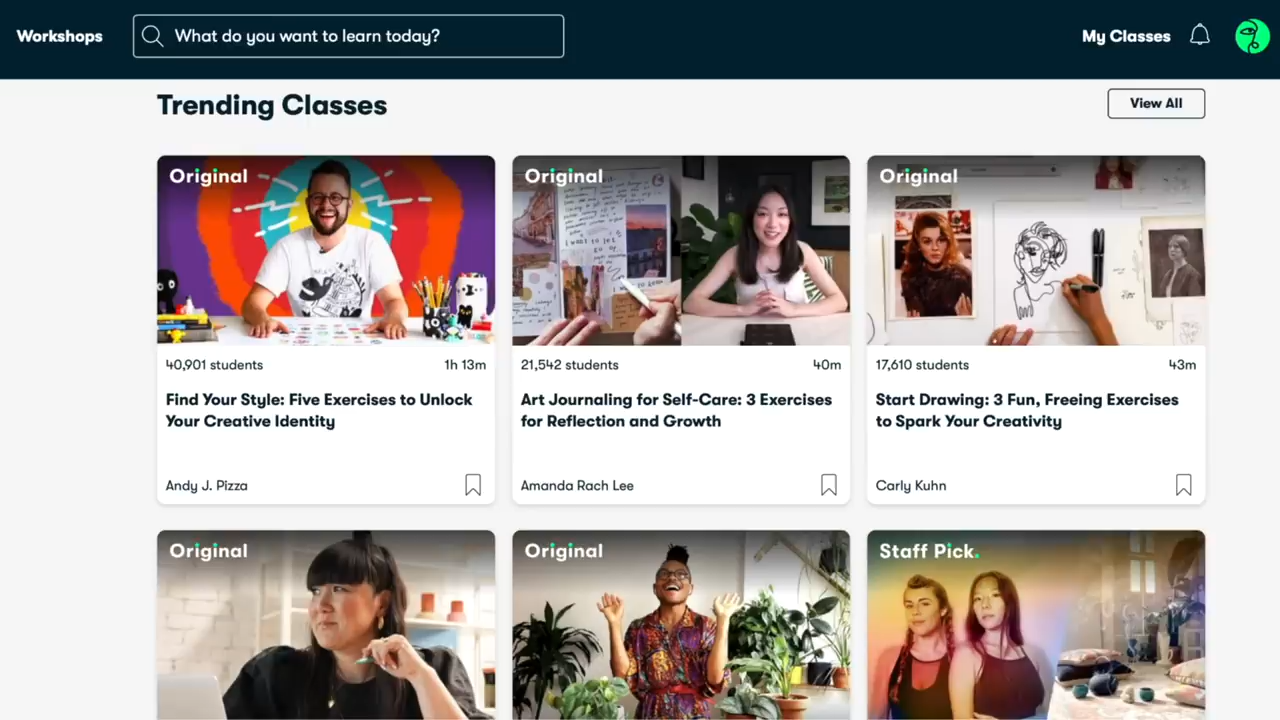 Workshops
What do you want to learn today?
My Classes
Trending Classes
View All
Original
Original
Original
40,901 students
1h 13m
21,542 students
40m
17,610 students
43m
Find Your Style: Five Exercises to Unlock
Your Creative Identity
Art Journaling for Self-Care: 3 Exercises
for Reflection and Growth
Start Drawing: 3 Fun, Freeing Exercises
to Spark Your Creativity
Andy J. Pizza
Amanda Rach Lee
Carly Kuhn
Original
Original
Staff Pick.